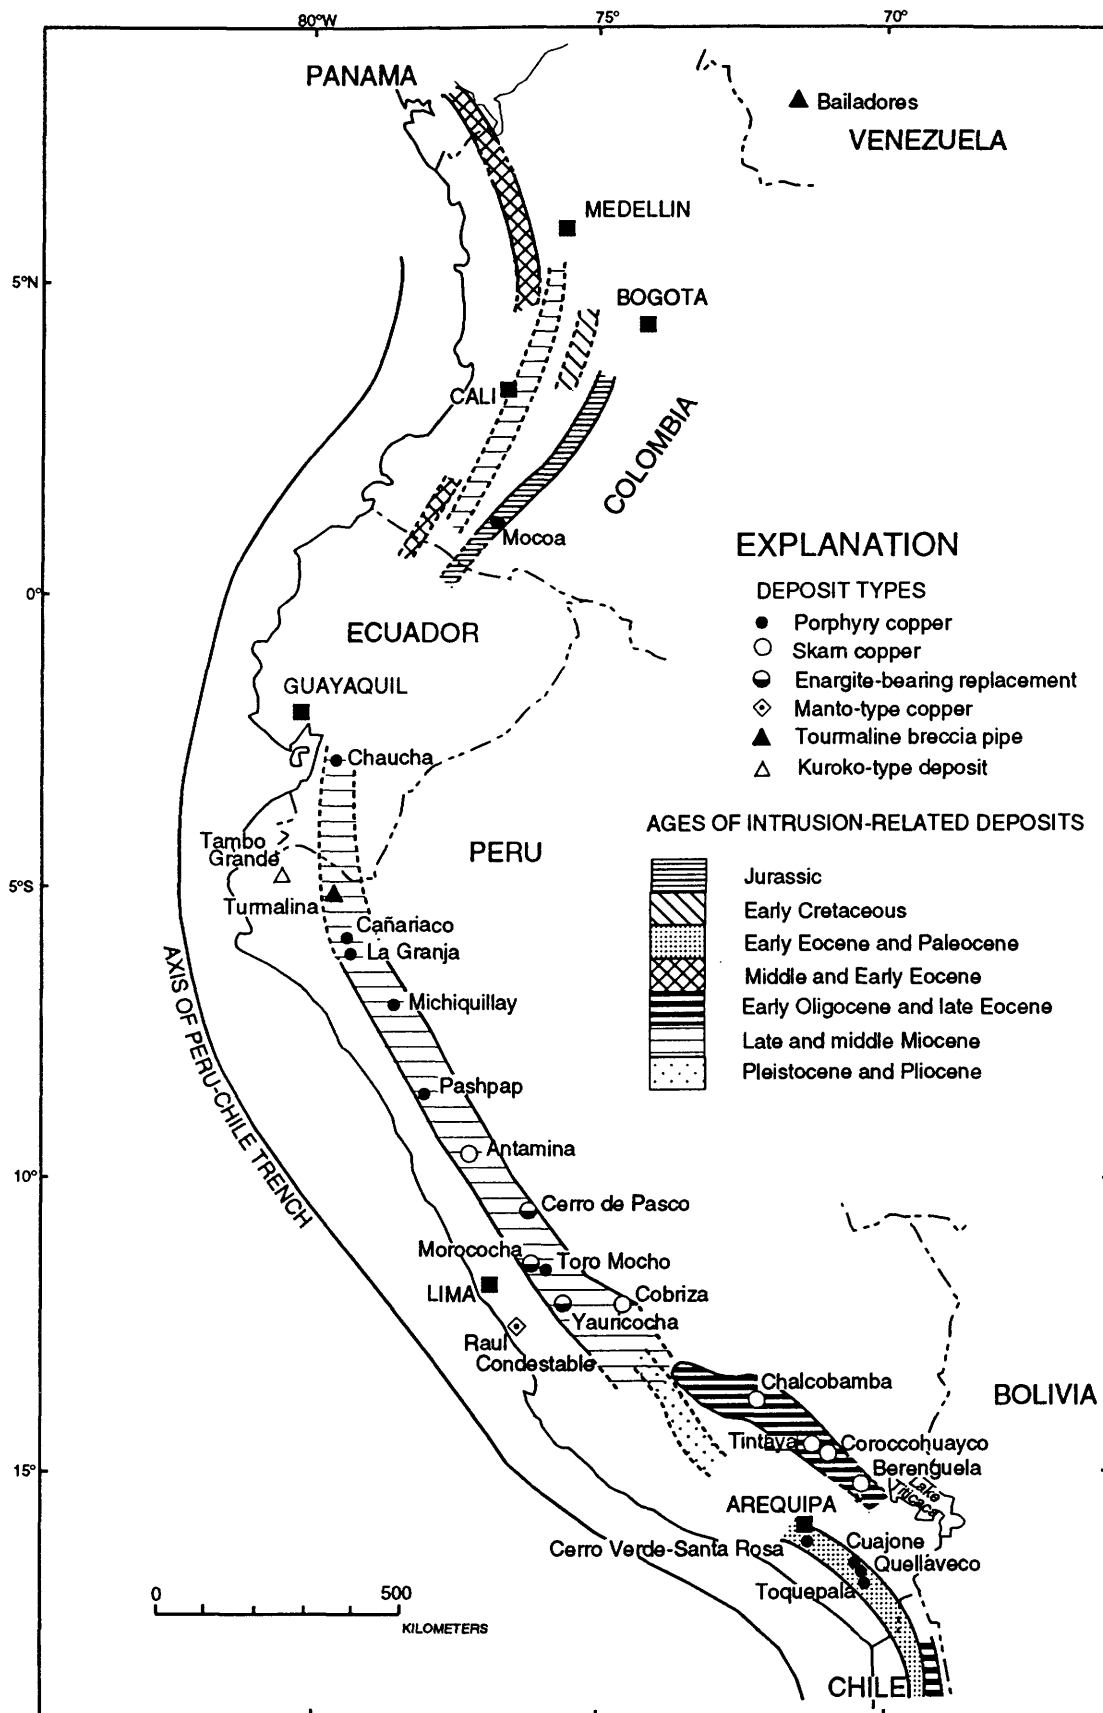 80°W 75° 70°
PANAMA
Bailadores
VENEZUELA
MEDELLIN
5°N
BOGOTA
CALI
COLOMBIA
Mocoa
EXPLANATION
DEPOSIT TYPES
Porphyry copper
Skarn copper
Enargite-bearing replacement
Manto-type copper
Tourmaline breccia pipe
Kuroko-type deposit
0°
ECUADOR
GUAYAQUIL
Chaucha
Tambo
Grande
PERU
5°S
Turmalina
Cañariaco
La Granja
Michiquillay
Pashpap
Antamina
AGES OF INTRUSION-RELATED DEPOSITS
Jurassic
Early Cretaceous
Early Eocene and Paleocene
Middle and Early Eocene
Early Oligocene and late Eocene
Late and middle Miocene
Pleistocene and Pliocene
AXIS OF PERU-CHILE TRENCH
10°
Cerro de Pasco
Morococha
Toro Mocho
LIMA
Cobriza
Yauricocha
Raul
Condestable
Chalcobamba
BOLIVIA
Tintaya
Coroccohuayco
Berenguela
15°
Lake
Titicaca
AREQUIPA
Cuajone
Cerro Verde-Santa Rosa
Quellaveco
Toquepala
0 500
KILOMETERS
CHILE